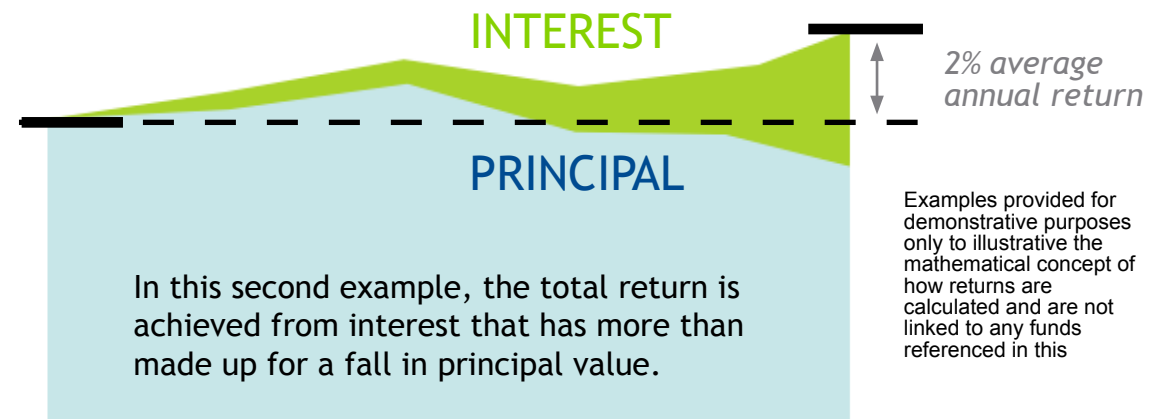 INTEREST
2% average
annual return
PRINCIPAL
Examples provided for
demonstrative purposes
only to illustrative the
mathematical concept of
how returns are
calculated and are not
linked to any funds
referenced in this
In this second example, the total return is
achieved from interest that has more than
made up for a fall in principal value.